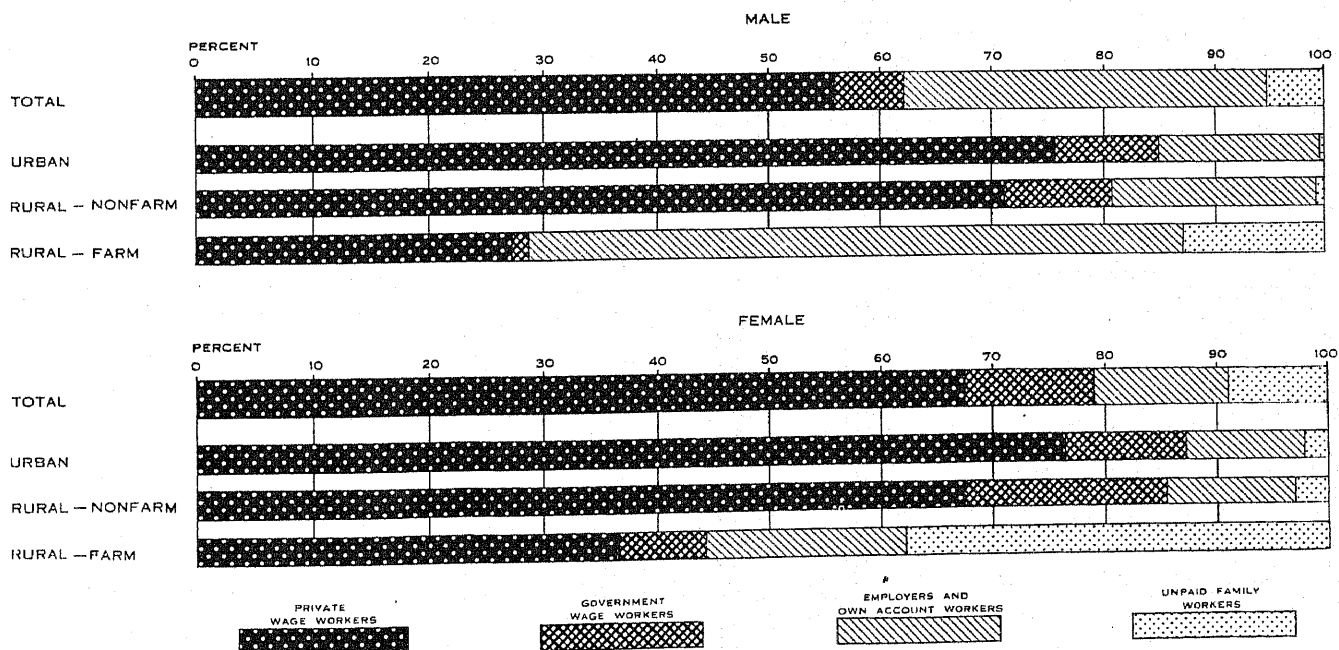 MALE
PERCENT
0 10 20 30 40 50 60 70 80 90 100
TOTAL
URBAN
RURAL — NONFARM
RURAL — FARM
FEMALE
PERCENT
0 10 20 30 40 50 60 70 80 90 100
TOTAL
URBAN
RURAL — NONFARM
RURAL — FARM
PRIVATE
WAGE WORKERS
GOVERNMENT
WAGE WORKERS
EMPLOYERS AND
OWN ACCOUNT WORKERS
UNPAID FAMILY
WORKERS